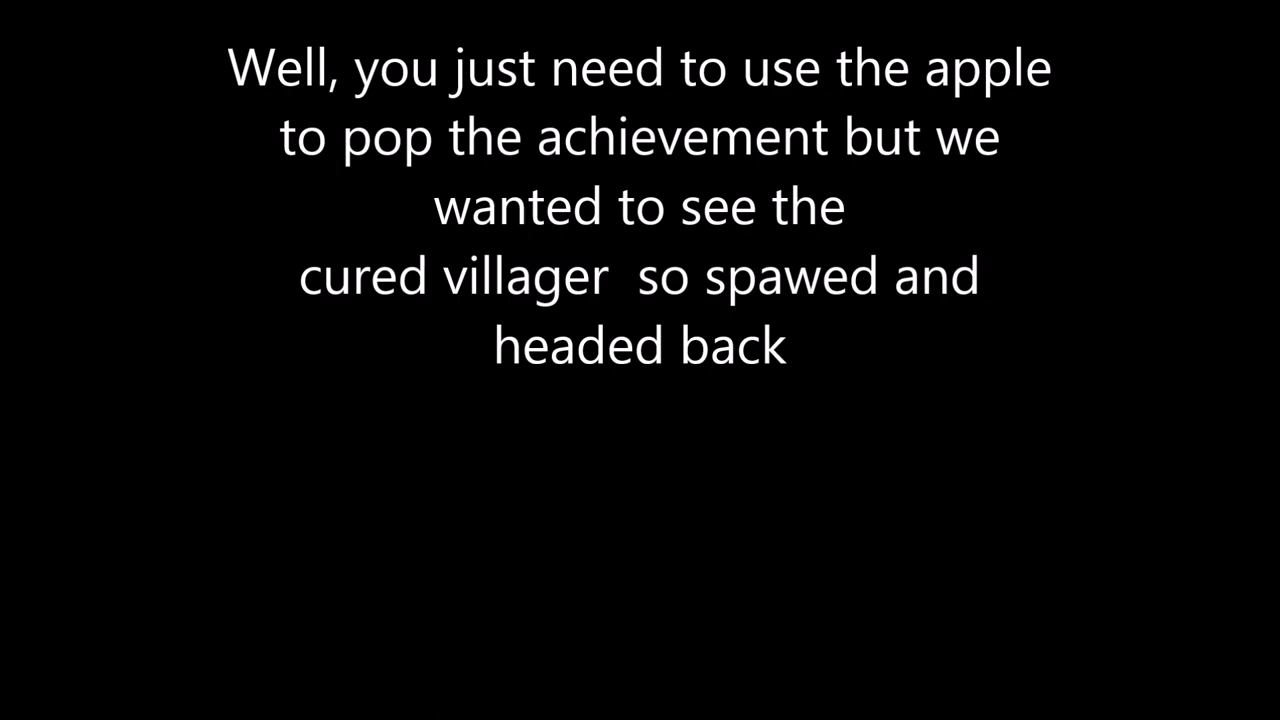 Well, you just need to use the apple
to pop the achievement but we
wanted to see the
cured villager  so spawed and
headed back